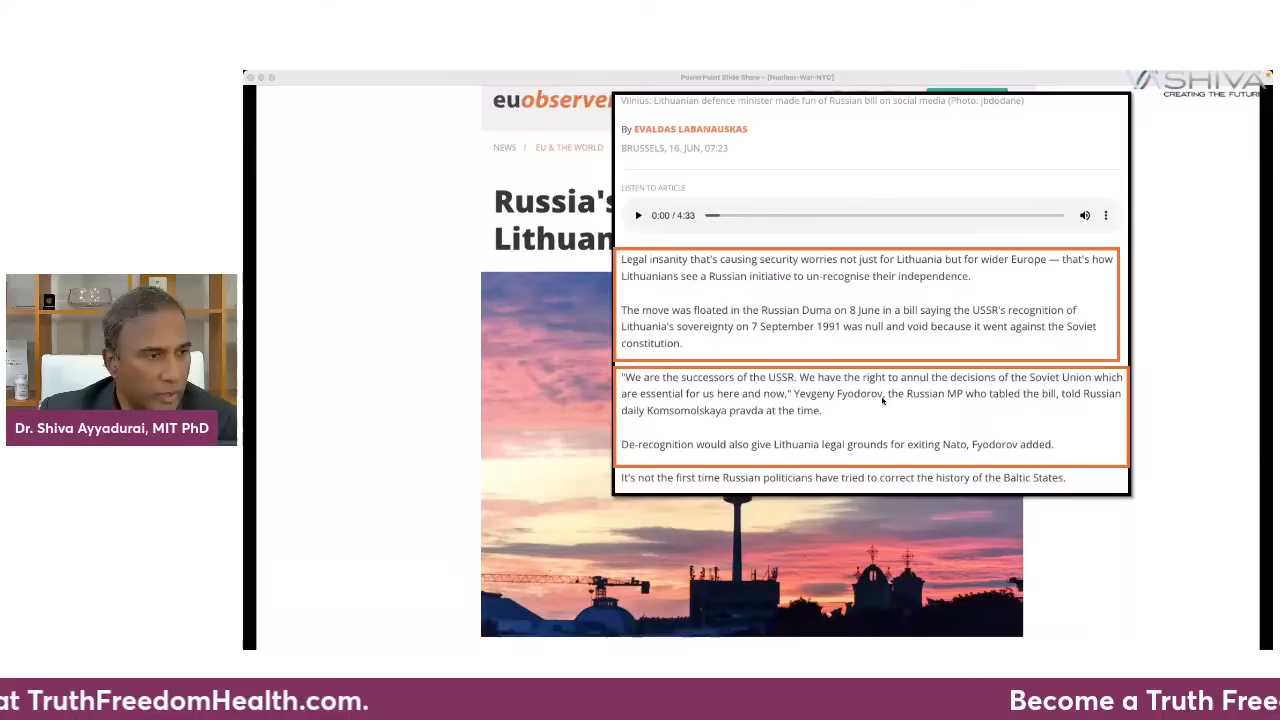 PowerPoint Slide Show - [Nuclear-War-NYC]
SHIVA
CREATING THE FUTUR
euobserver
Vilnius: Lithuanian defence minister made fun of Russian bill on social media (Photo: jbdodane)
By EVALDAS LABANAUSKAS
NEWS / EU & THE WORLD
BRUSSELS, 16. JUN, 07:23
LISTEN TO ARTICLE
Russia's
0:00 / 4:33
Lithuan
Legal insanity that's causing security worries not just for Lithuania but for wider Europe — that's how
Lithuanians see a Russian initiative to un-recognise their independence.
The move was floated in the Russian Duma on 8 June in a bill saying the USSR's recognition of
Lithuania's sovereignty on 7 September 1991 was null and void because it went against the Soviet
constitution.
"We are the successors of the USSR. We have the right to annul the decisions of the Soviet Union which
are essential for us here and now," Yevgeny Fyodorov, the Russian MP who tabled the bill, told Russian
daily Komsomolskaya pravda at the time.
De-recognition would also give Lithuania legal grounds for exiting Nato, Fyodorov added.
It's not the first time Russian politicians have tried to correct the history of the Baltic States.
Dr. Shiva Ayyadurai, MIT PhD
at TruthFreedomHealth.com. Become a Truth Free